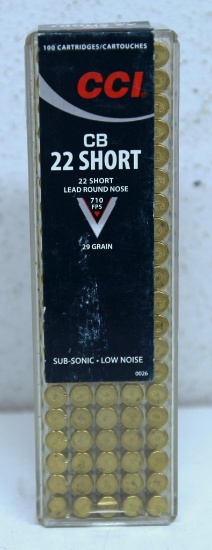 100 CARTRIDGES/CARTOUCHES
CCI
CB
22 SHORT
22 SHORT
LEAD ROUND NOSE
710
FPS
29 GRAIN
SUB-SONIC • LOW NOISE
0026